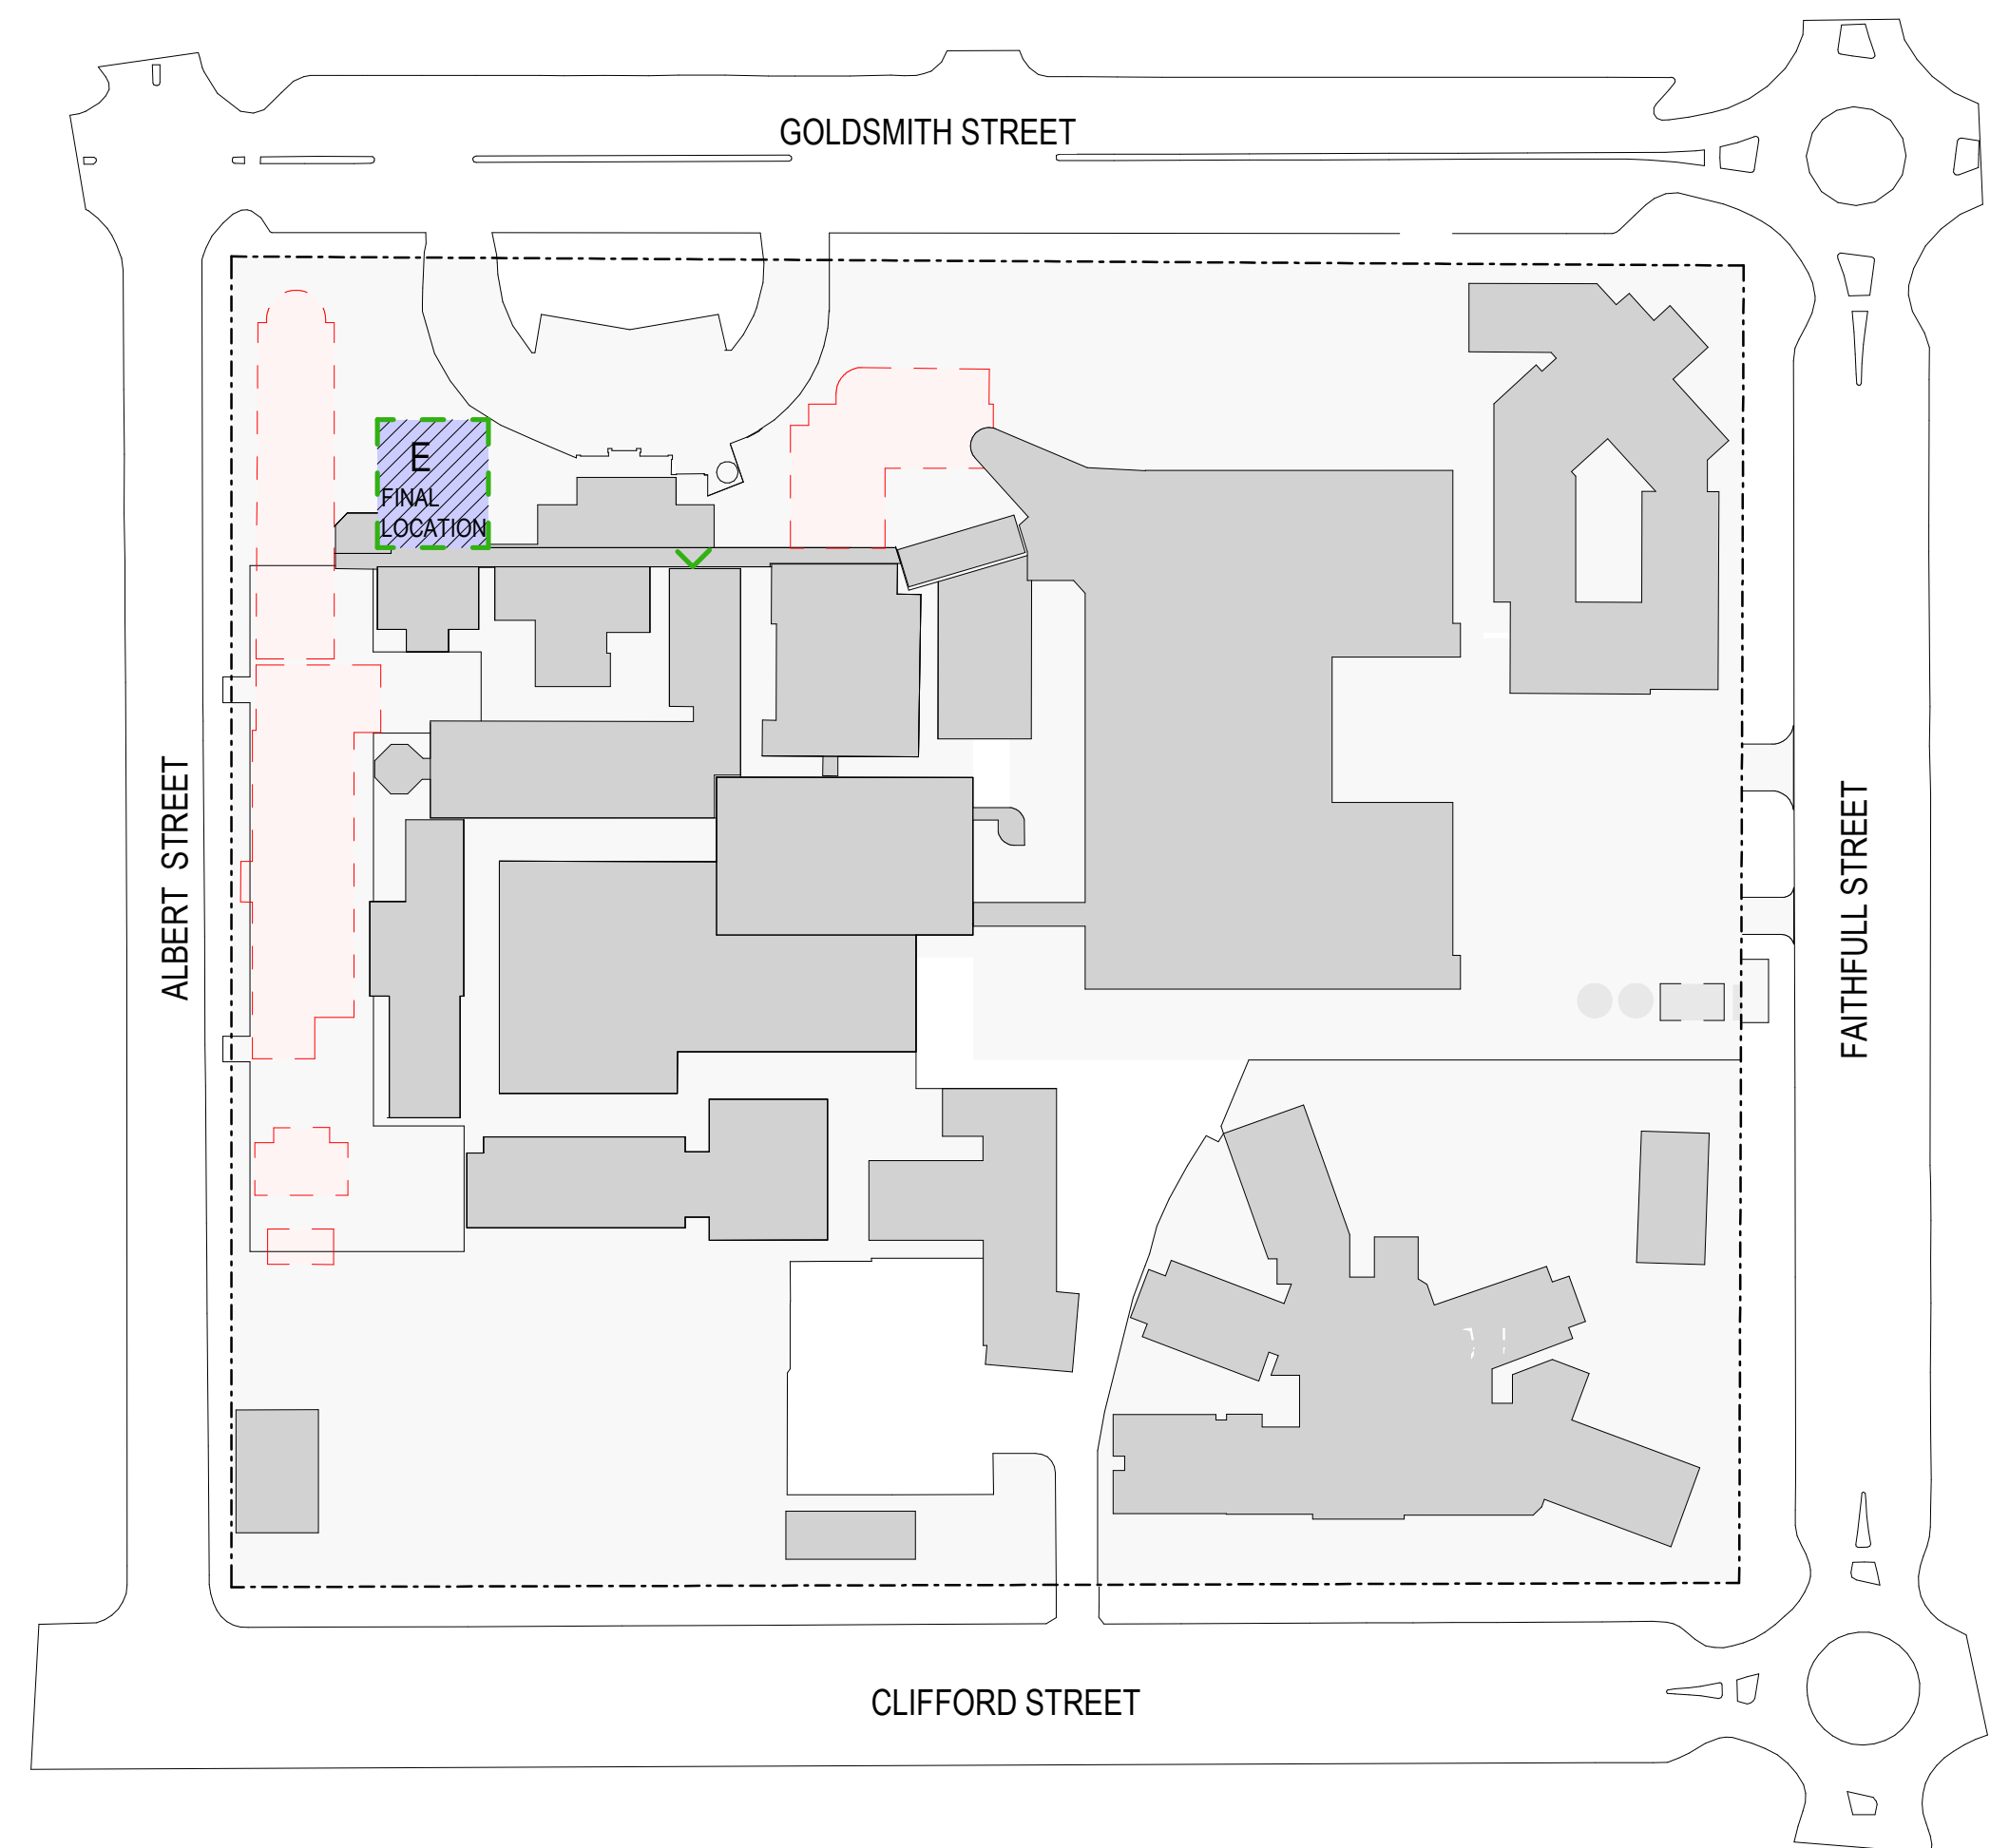 GOLDSMITH STREET
E
FINAL
LOCATION
ALBERT STREET
FAITHFULL STREET
CLIFFORD STREET